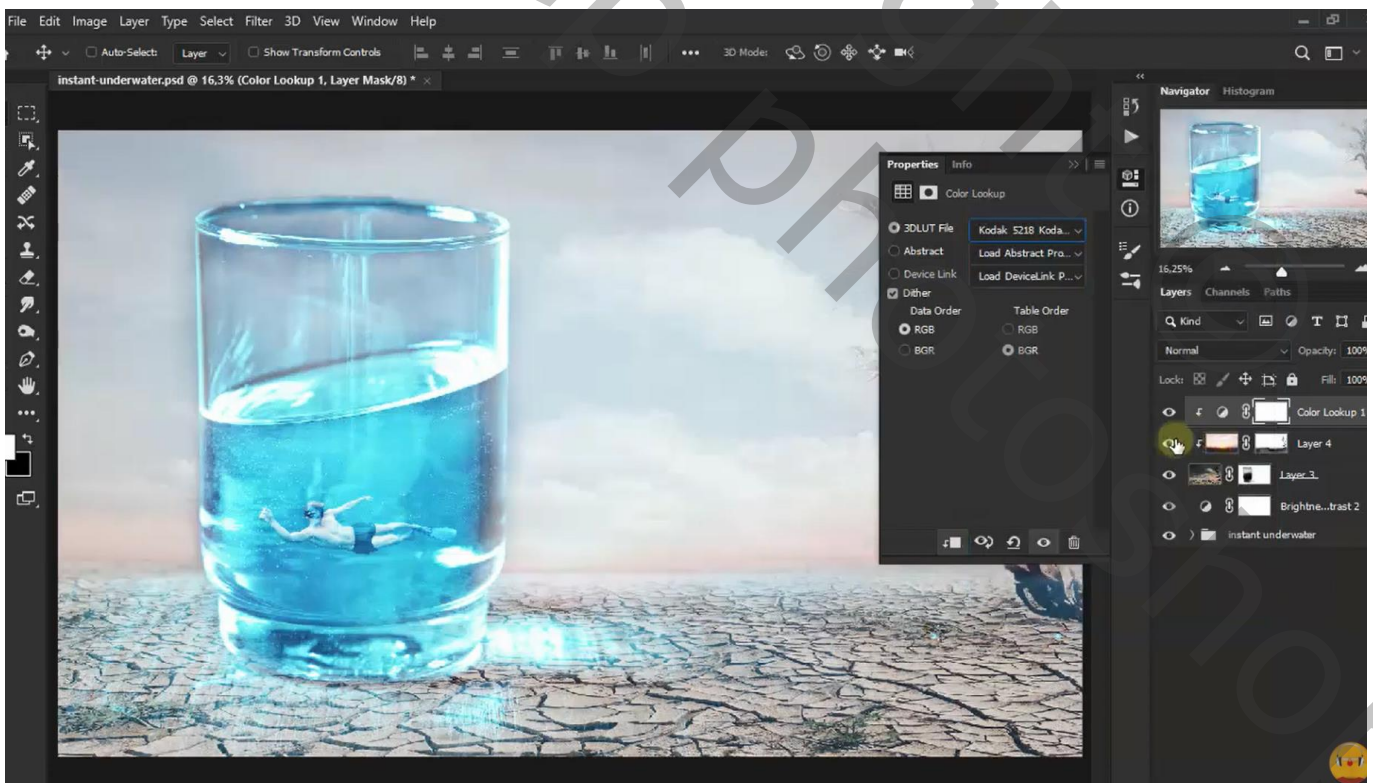 File Edit Image Layer Type Select Filter 3D View Window Help
Auto-Select: Layer Show Transform Controls 3D Mode:
instant-underwater.psd @ 16,3% (Color Lookup 1, Layer Mask/8) * ×
Navigator Histogram
Properties Info
Color Lookup
3DLUT File Kodak 5218 Koda...
Abstract Load Abstract Pro...
Device Link Load DeviceLink P...
Dither
Data Order Table Order
RGB RGB
BGR BGR
16,25%
Layers Channels Paths
Kind
Normal Opacity: 100%
Lock: Fill: 100%
Color Lookup 1
Layer 4
Layer 3
Brightne...trast 2
instant underwater